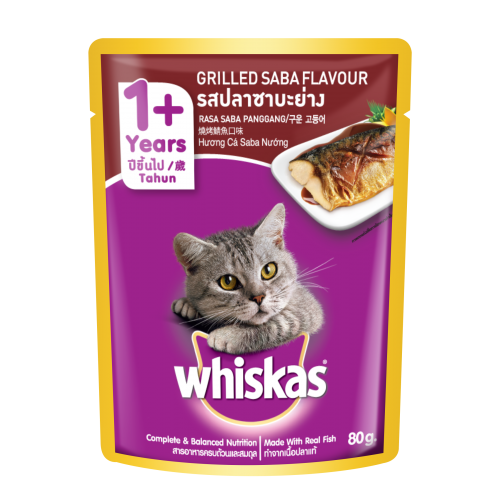 GRILLED SABA FLAVOUR
รสปลาซาบะย่าง
RASA SABA PANGGANG/구운 고등어
燒烤鯖魚口味
Hương Cá Saba Nướng
1+
Years
ปีขึ้นไป /歲
Tahun
whiskas
Complete & Balanced Nutrition
สารอาหารครบถ้วนและสมดุล
Made With Real Fish
ทำจากเนื้อปลาแท้
80g.